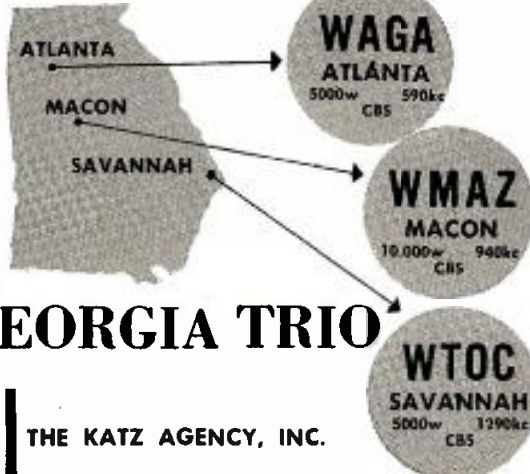 ATLANTA
MACON
SAVANNAH
WAGA
ATLANTA
5000w 590kc
CBS
WMAZ
MACON
10.000w 940kc
CBS
WTOC
SAVANNAH
5000w 1290kc
CBS
EORGIA TRIO
THE KATZ AGENCY, INC.